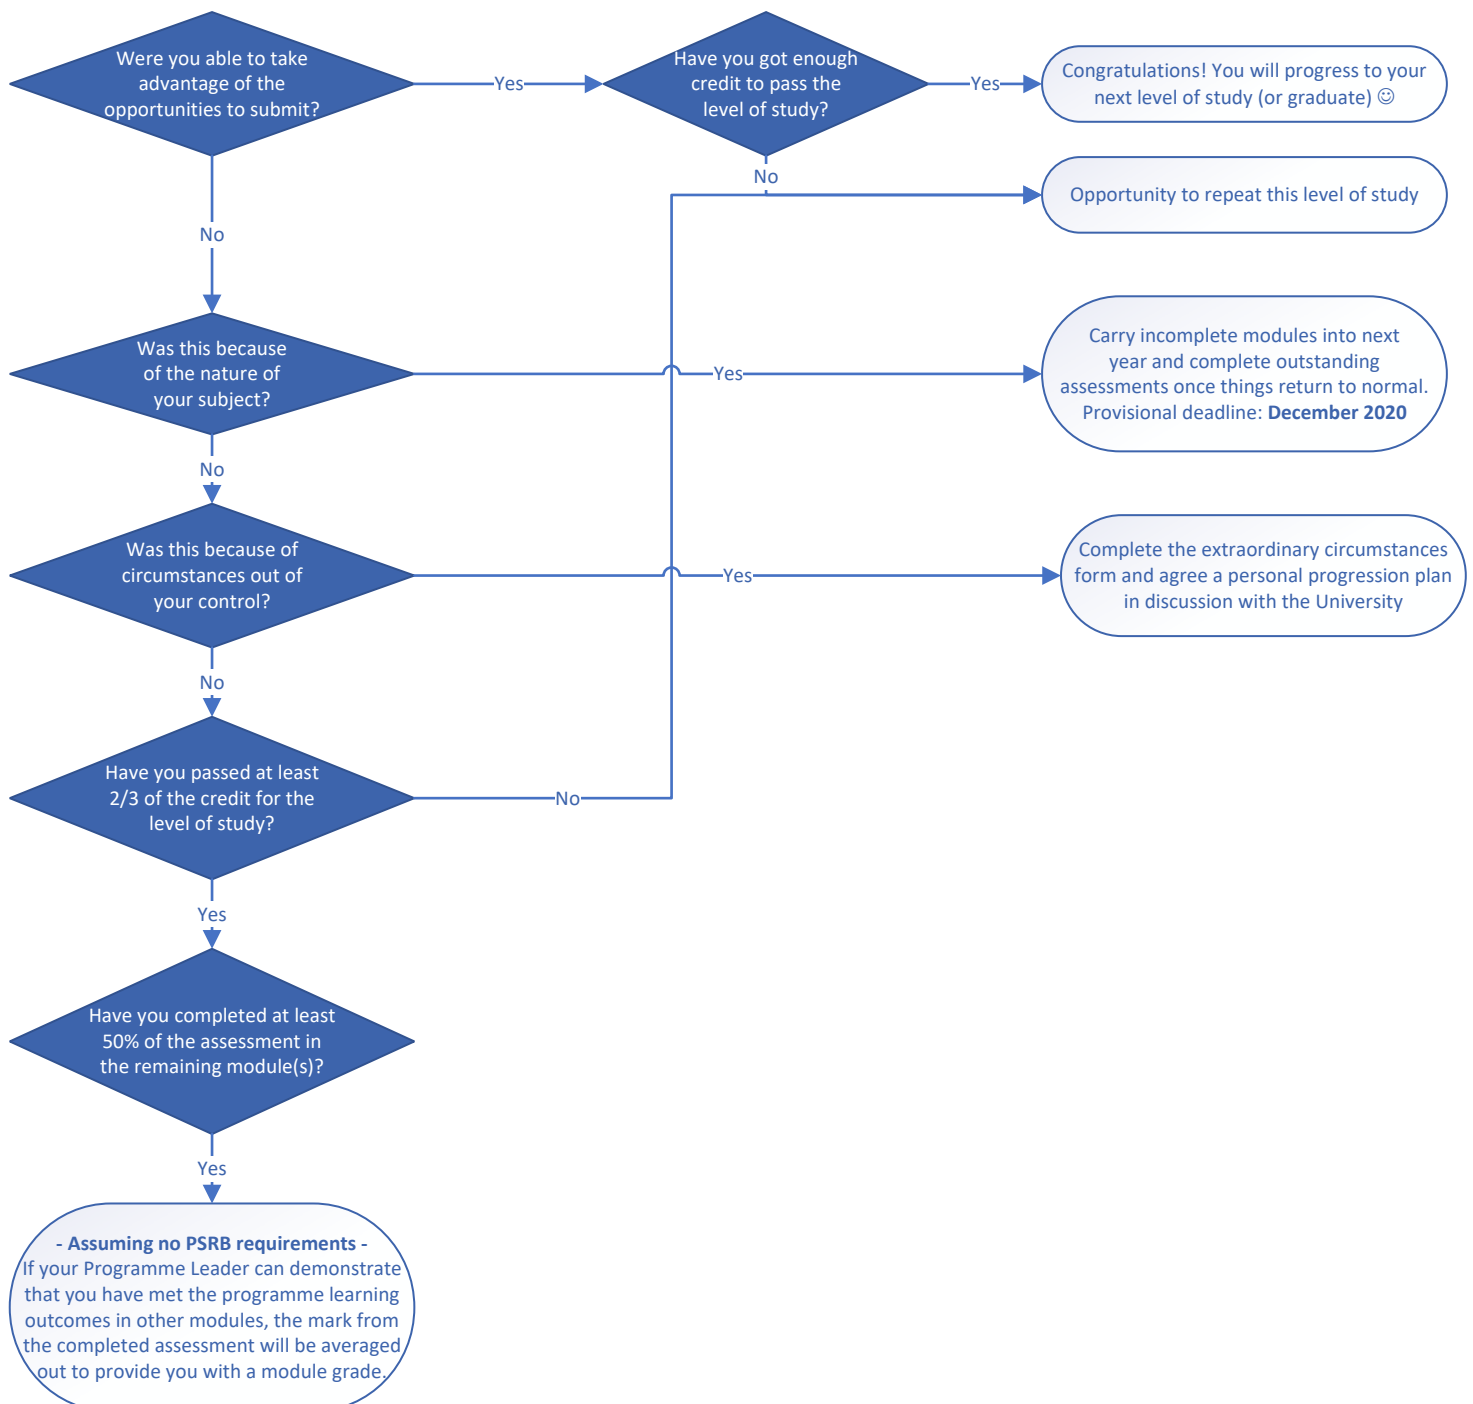 Were you able to take
advantage of the
opportunities to submit?
Yes
Have you got enough
credit to pass the
level of study?
Yes
Congratulations! You will progress to your
next level of study (or graduate) ☺
No
Opportunity to repeat this level of study
No
Was this because
of the nature of
your subject?
Yes
Carry incomplete modules into next
year and complete outstanding
assessments once things return to normal.
Provisional deadline: December 2020
No
Was this because of
circumstances out of
your control?
Yes
Complete the extraordinary circumstances
form and agree a personal progression plan
in discussion with the University
No
Have you passed at least
2/3 of the credit for the
level of study?
No
Yes
Have you completed at least
50% of the assessment in
the remaining module(s)?
Yes
- Assuming no PSRB requirements -
If your Programme Leader can demonstrate
that you have met the programme learning
outcomes in other modules, the mark from
the completed assessment will be averaged
out to provide you with a module grade.